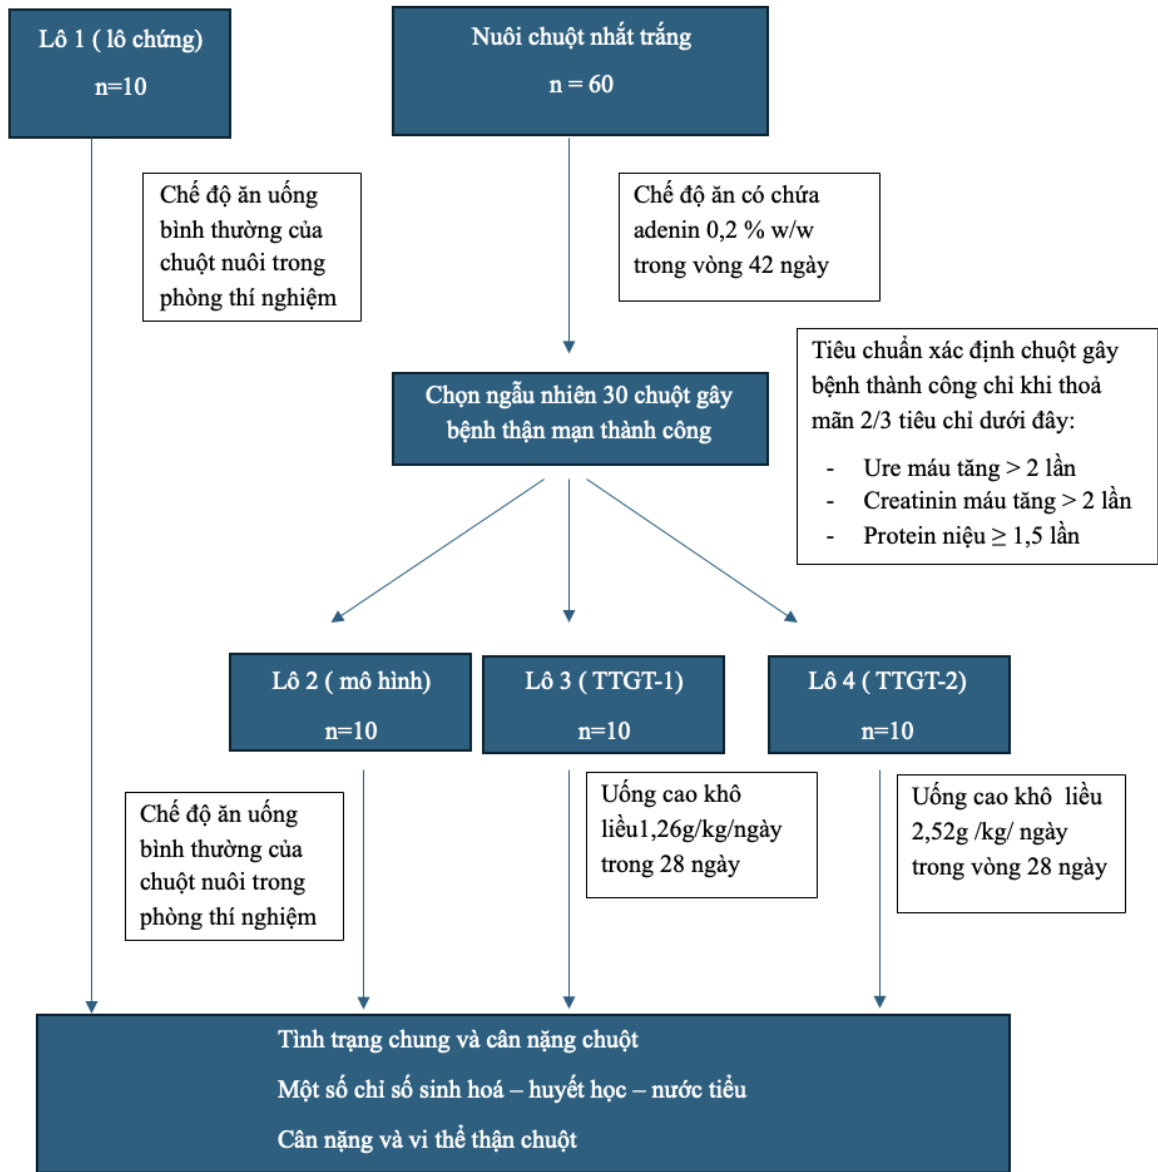 Lô 1 ( lô chứng)
n=10
Nuôi chuột nhắt trắng
n = 60
Chế độ ăn uống
bình thường của
chuột nuôi trong
phòng thí nghiệm
Chế độ ăn có chứa
adenin 0,2 % w/w
trong vòng 42 ngày
Chọn ngẫu nhiên 30 chuột gây
bệnh thận mạn thành công
Tiêu chuẩn xác định chuột gây
bệnh thành công chỉ khi thoả
mãn 2/3 tiêu chỉ dưới đây:
- Ure máu tăng > 2 lần
- Creatinin máu tăng > 2 lần
- Protein niệu ≥ 1,5 lần
Lô 2 ( mô hình)
n=10
Lô 3 ( TTGT-1)
n=10
Lô 4 ( TTGT-2)
n=10
Chế độ ăn uống
bình thường của
chuột nuôi trong
phòng thí nghiệm
Uống cao khô
liều1,26g/kg/ngày
trong 28 ngày
Uống cao khô  liều
2,52g /kg/ ngày
trong vòng 28 ngày
Tình trạng chung và cân nặng chuột
Một số chỉ số sinh hoá – huyết học – nước tiểu
Cân nặng và vi thể thận chuột